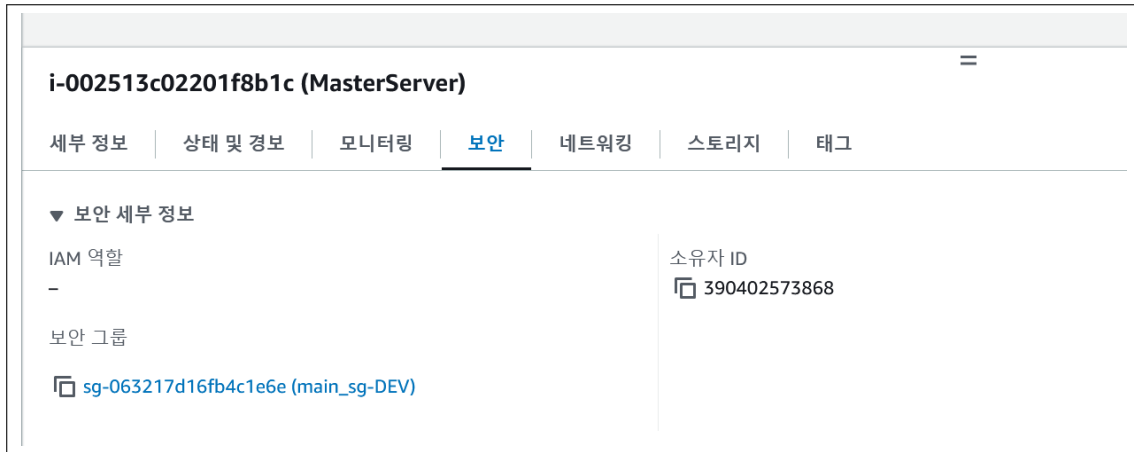 i-002513c02201f8b1c (MasterServer)
세부 정보 상태 및 경보 모니터링 보안 네트워킹 스토리지 태그
▼ 보안 세부 정보
IAM 역할
–
소유자 ID
390402573868
보안 그룹
sg-063217d16fb4c1e6e (main_sg-DEV)